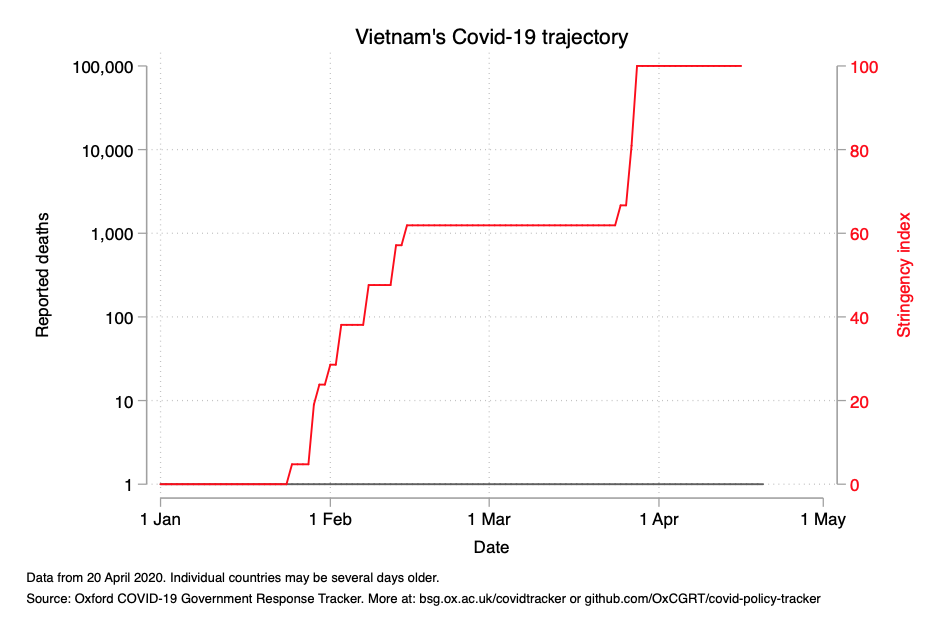 Vietnam's Covid-19 trajectory
100,000
10,000
1,000
100
10
1
Reported deaths
100
80
60
40
20
0
Stringency index
1 Jan
1 Feb
1 Mar
1 Apr
1 May
Date
Data from 20 April 2020. Individual countries may be several days older.
Source: Oxford COVID-19 Government Response Tracker. More at: bsg.ox.ac.uk/covidtracker or github.com/OxCGRT/covid-policy-tracker